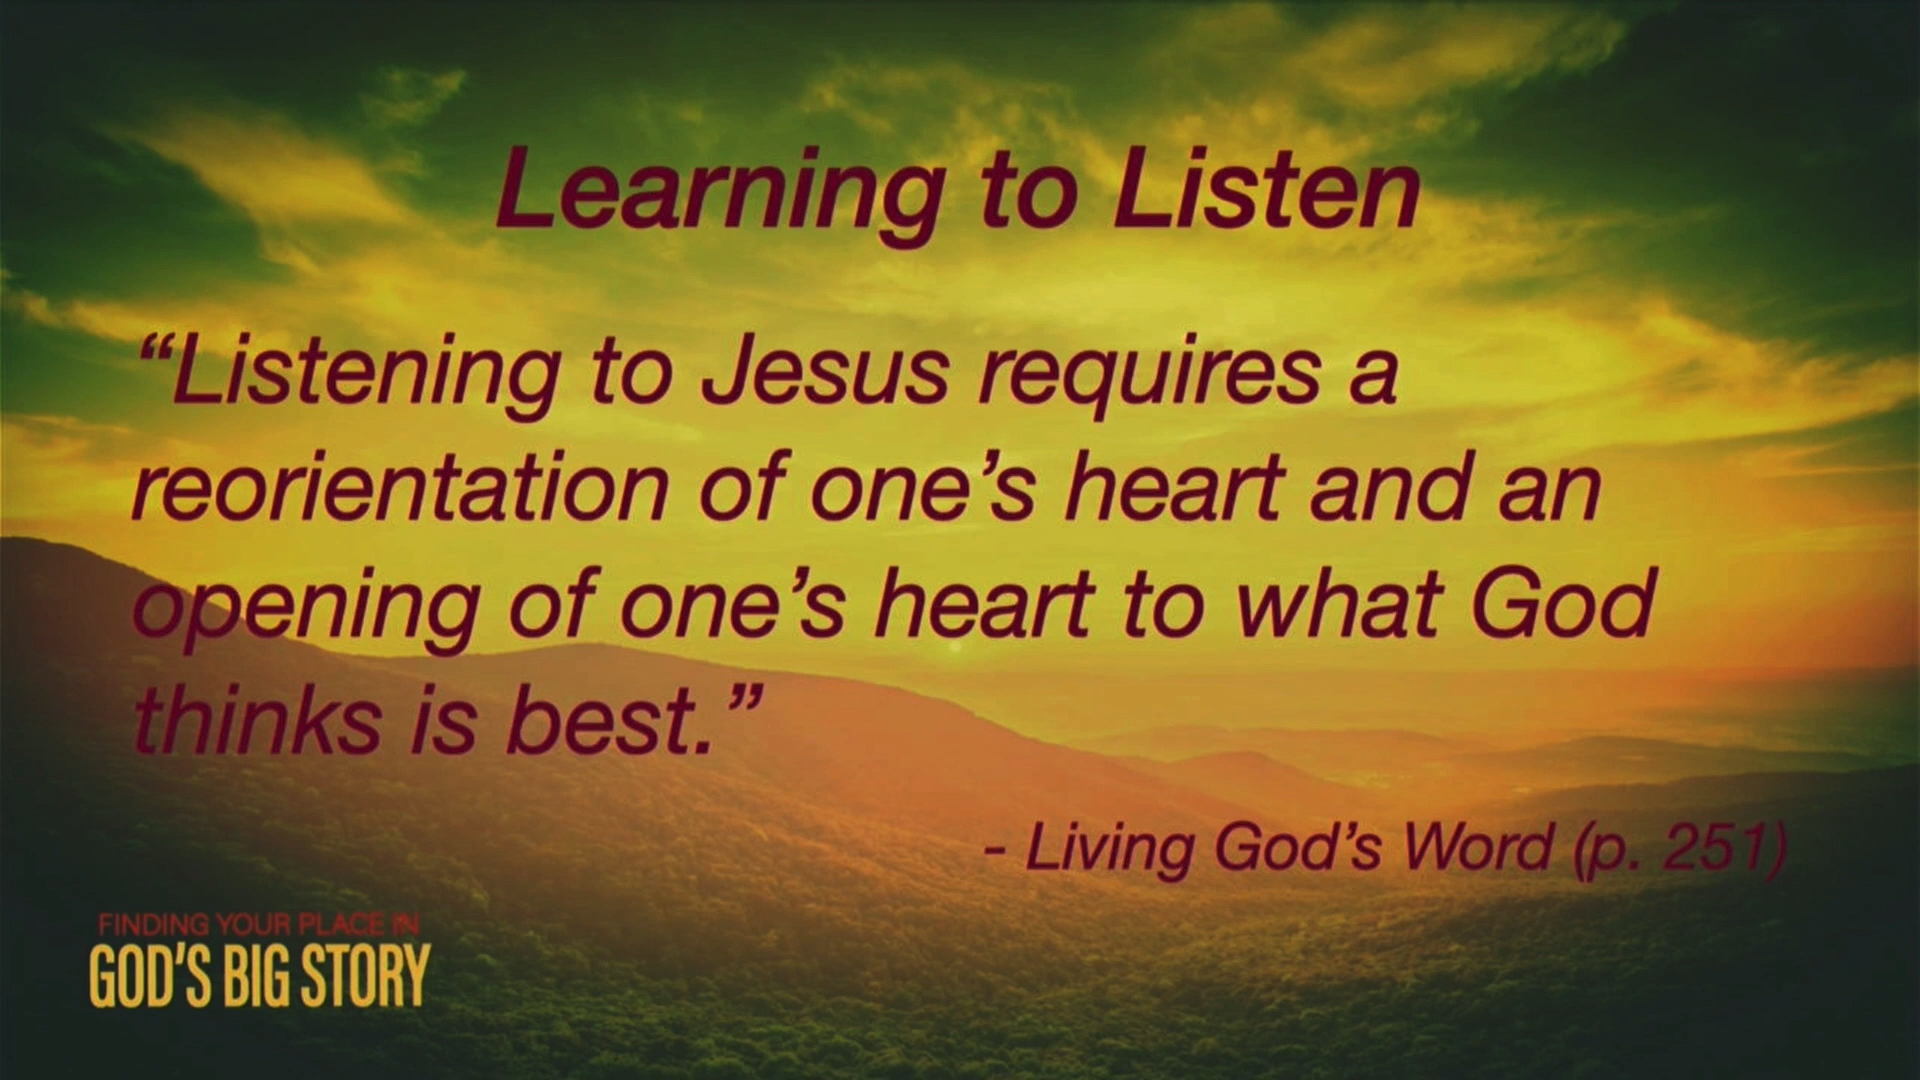 Learning to Listen
“Listening to Jesus requires a
reorientation of one’s heart and an
opening of one’s heart to what God
thinks is best.”
- Living God’s Word (p. 251)
FINDING YOUR PLACE IN
GOD’S BIG STORY